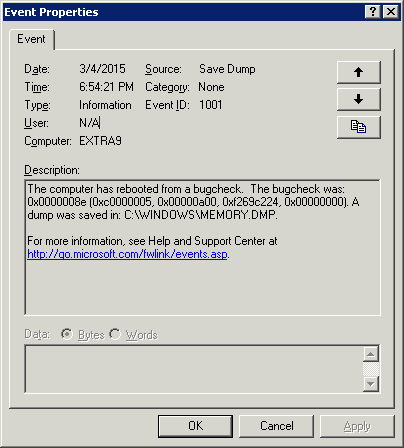 Event Properties
Event
Date: 3/4/2015 Source: Save Dump
Time: 6:54:21 PM Category: None
Type: Information Event ID: 1001
User: N/A
Computer: EXTRA9
Description:
The computer has rebooted from a bugcheck. The bugcheck was:
0x0000008e (0xc0000005, 0x00000a00, 0xf269c224, 0x00000000). A
dump was saved in: C:\WINDOWS\MEMORY.DMP.
For more information, see Help and Support Center at
http://go.microsoft.com/fwlink/events.asp.
Data: Bytes Words
OK Cancel Apply